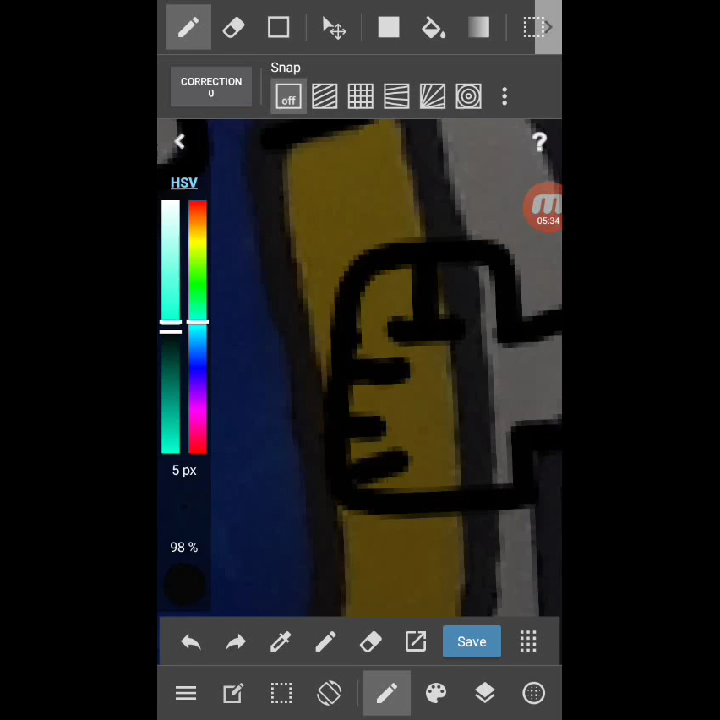 Snap
CORRECTION
0
off
?
HSV
05:34
5 px
98 %
Save